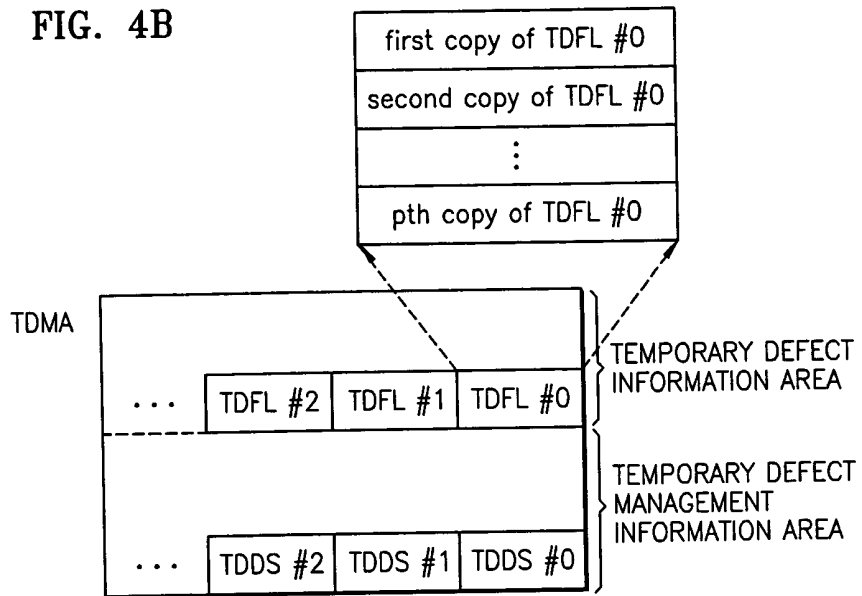 FIG. 4B
first copy of TDFL #0
second copy of TDFL #0
⋮
pth copy of TDFL #0
TDMA
TEMPORARY DEFECT
INFORMATION AREA
... TDFL #2 TDFL #1 TDFL #0
TEMPORARY DEFECT
MANAGEMENT
INFORMATION AREA
... TDDS #2 TDDS #1 TDDS #0